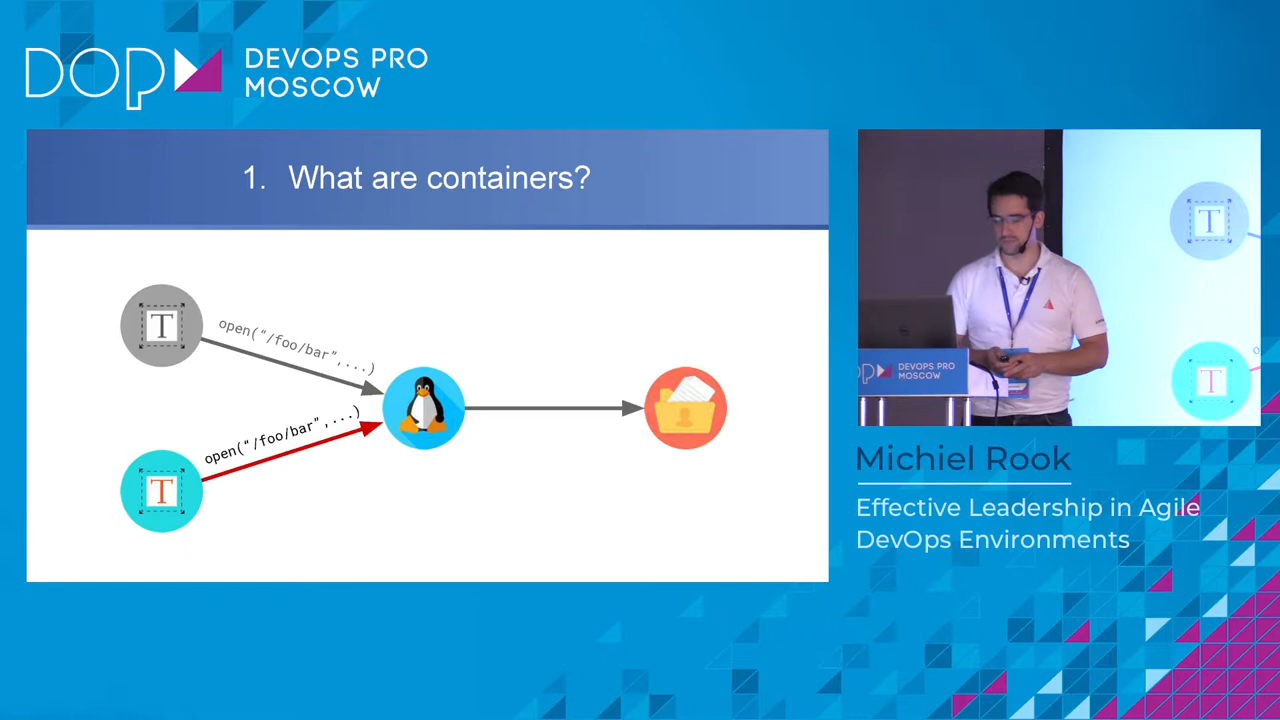 DOP
DEVOPS PRO
MOSCOW
1. What are containers?
T
open("/foo/bar",...)
open("/foo/bar",...)
T
T
T
DEVOPS PRO
MOSCOW
Michiel Rook
Effective Leadership in Agile
DevOps Environments